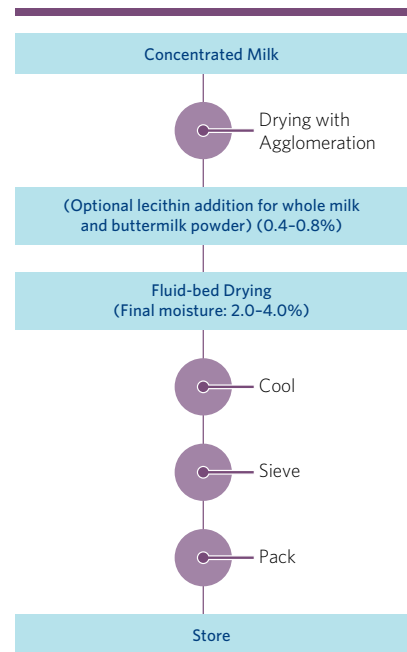 Concentrated Milk
Drying with
Agglomeration
(Optional lecithin addition for whole milk
and buttermilk powder) (0.4–0.8%)
Fluid-bed Drying
(Final moisture: 2.0–4.0%)
Cool
Sieve
Pack
Store